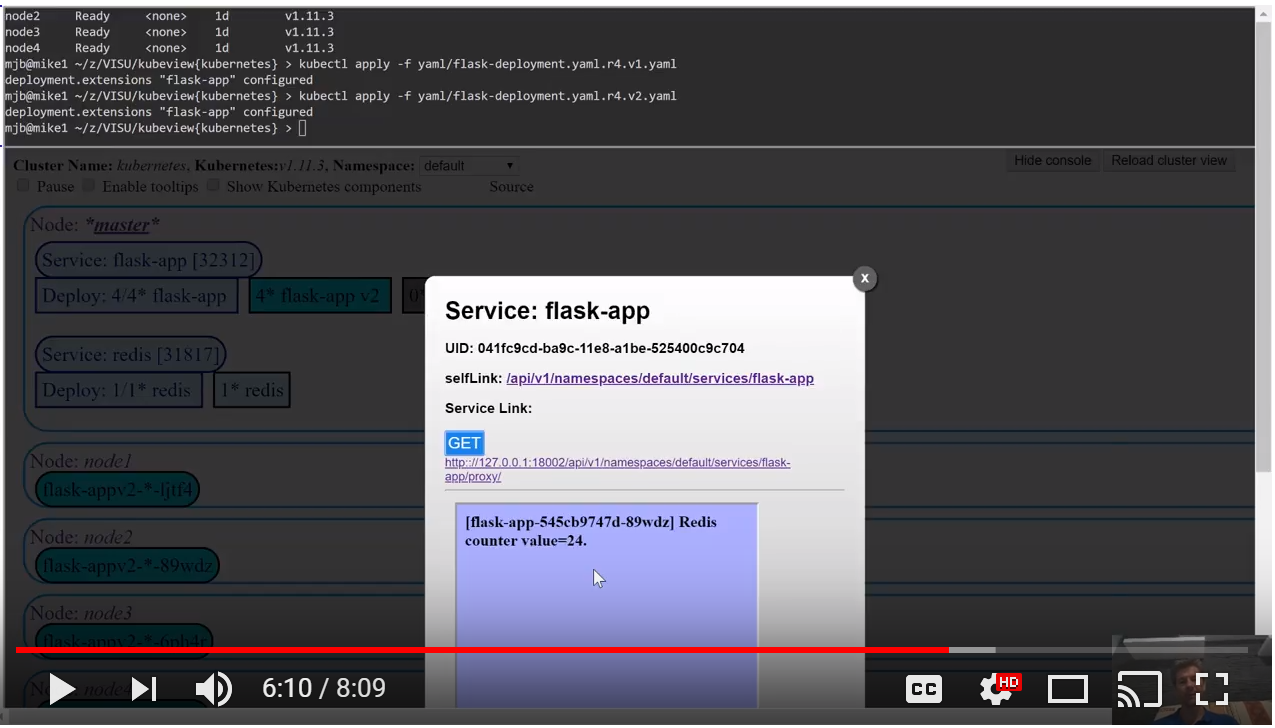 node2 Ready <none> 1d v1.11.3
node3 Ready <none> 1d v1.11.3
node4 Ready <none> 1d v1.11.3
mjb@mike1 ~/z/VISU/kubeview{kubernetes} > kubectl apply -f yaml/flask-deployment.yaml.r4.v1.yaml
deployment.extensions "flask-app" configured
mjb@mike1 ~/z/VISU/kubeview{kubernetes} > kubectl apply -f yaml/flask-deployment.yaml.r4.v2.yaml
deployment.extensions "flask-app" configured
mjb@mike1 ~/z/VISU/kubeview{kubernetes} >
Cluster Name: kubernetes, Kubernetes:v1.11.3, Namespace: default
Hide console Reload cluster view
Pause Enable tooltips Show Kubernetes components Source
Node: *master*
Service: flask-app [32312]
Deploy: 4/4* flask-app 4* flask-app v2 0*
Service: redis [31817]
Deploy: 1/1* redis 1* redis
Node: node1
flask-appv2-*-ljtf4
Node: node2
flask-appv2-*-89wdz
Node: node3
flask-appv2-*-6ph4r
x
Service: flask-app
UID: 041fc9cd-ba9c-11e8-a1be-525400c9c704
selfLink: /api/v1/namespaces/default/services/flask-app
Service Link:
GET
http:://127.0.0.1:18002/api/v1/namespaces/default/services/flask-
app/proxy/
[flask-app-545cb9747d-89wdz] Redis
counter value=24.
6:10 / 8:09
CC HD